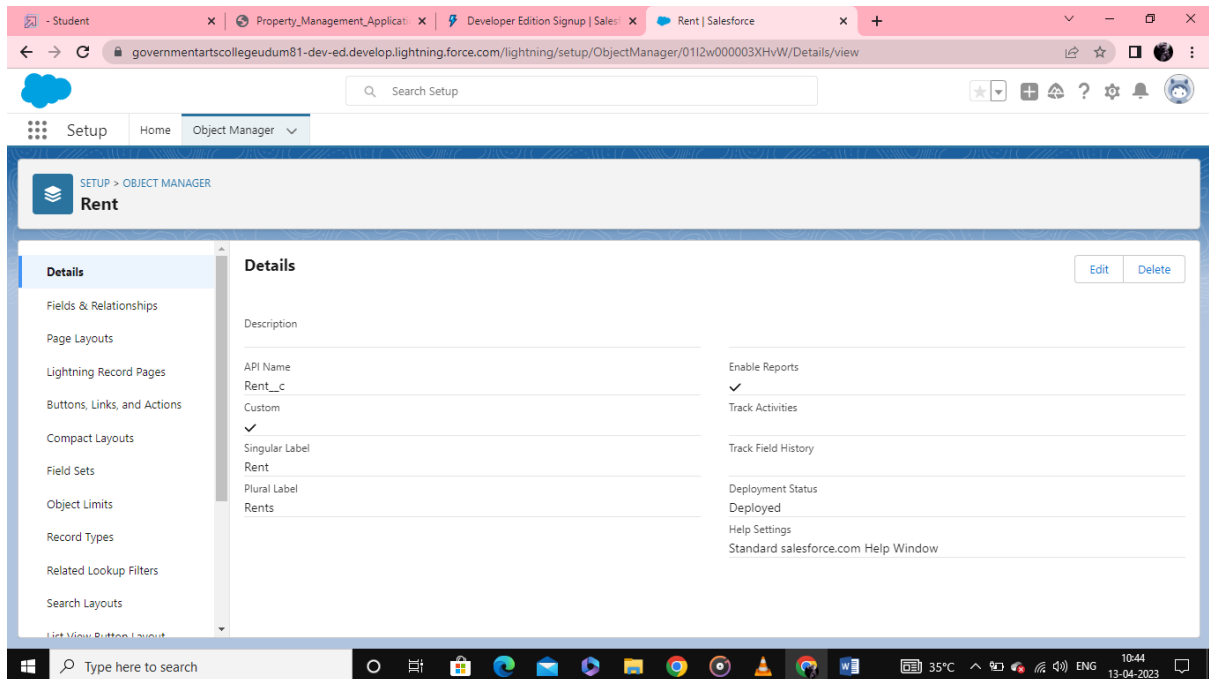 - Student
Property_Management_Applicati
Developer Edition Signup | Sales
Rent | Salesforce
governmentartscollegeudum81-dev-ed.develop.lightning.force.com/lightning/setup/ObjectManager/01I2w000003XHvW/Details/view
Search Setup
Setup
Home
Object Manager
SETUP > OBJECT MANAGER
Rent
Details
Fields & Relationships
Page Layouts
Lightning Record Pages
Buttons, Links, and Actions
Compact Layouts
Field Sets
Object Limits
Record Types
Related Lookup Filters
Search Layouts
List View Button Layout
Details
Edit
Delete
Description
API Name
Rent__c
Custom
Singular Label
Rent
Plural Label
Rents
Enable Reports
Track Activities
Track Field History
Deployment Status
Deployed
Help Settings
Standard salesforce.com Help Window
Type here to search
35°C
ENG
10:44
13-04-2023